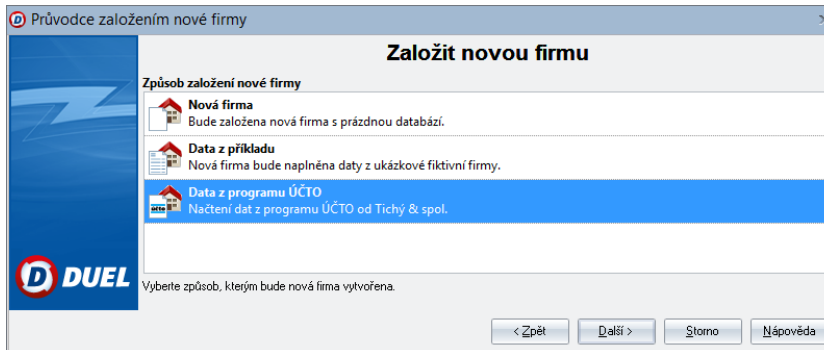 Průvodce založením nové firmy
Založit novou firmu
Způsob založení nové firmy
Nová firma
Bude založena nová firma s prázdnou databází.
Data z příkladu
Nová firma bude naplněna daty z ukázkové fiktivní firmy.
účto
Data z programu ÚČTO
Načtení dat z programu ÚČTO od Tichý & spol.
D DUEL
Vyberte způsob, kterým bude nová firma vytvořena.
< Zpět
Další >
Storno
Nápověda